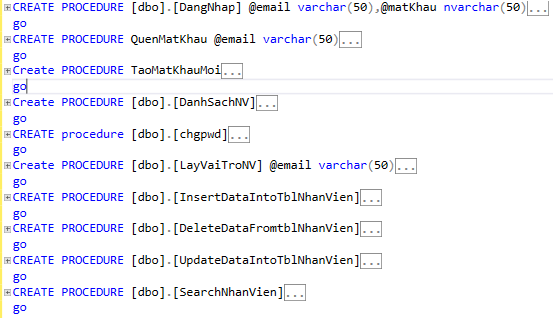 CREATE PROCEDURE [dbo].[DangNhap] @email varchar(50),@matKhau nvarchar(50)...
go
CREATE PROCEDURE QuenMatKhau @email varchar(50)...
go
Create PROCEDURE TaoMatKhauMoi...
go
Create PROCEDURE [dbo].[DanhSachNV]...
go
CREATE procedure [dbo].[chgpwd]...
go
Create PROCEDURE [dbo].[LayVaiTroNV] @email varchar(50)...
go
CREATE PROCEDURE [dbo].[InsertDataIntoTblNhanVien]...
go
CREATE PROCEDURE [dbo].[DeleteDataFromtblNhanVien]...
go
CREATE PROCEDURE [dbo].[UpdateDataIntoTblNhanVien]...
go
CREATE PROCEDURE [dbo].[SearchNhanVien]...
go